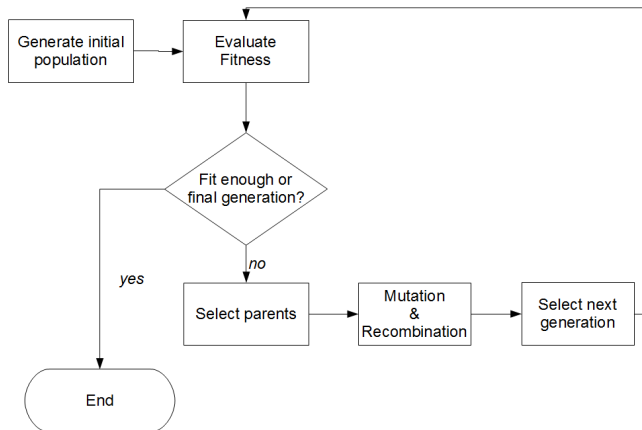 Generate initial
population
Evaluate
Fitness
Fit enough or
final generation?
yes
no
Select parents
Mutation
&
Recombination
Select next
generation
End